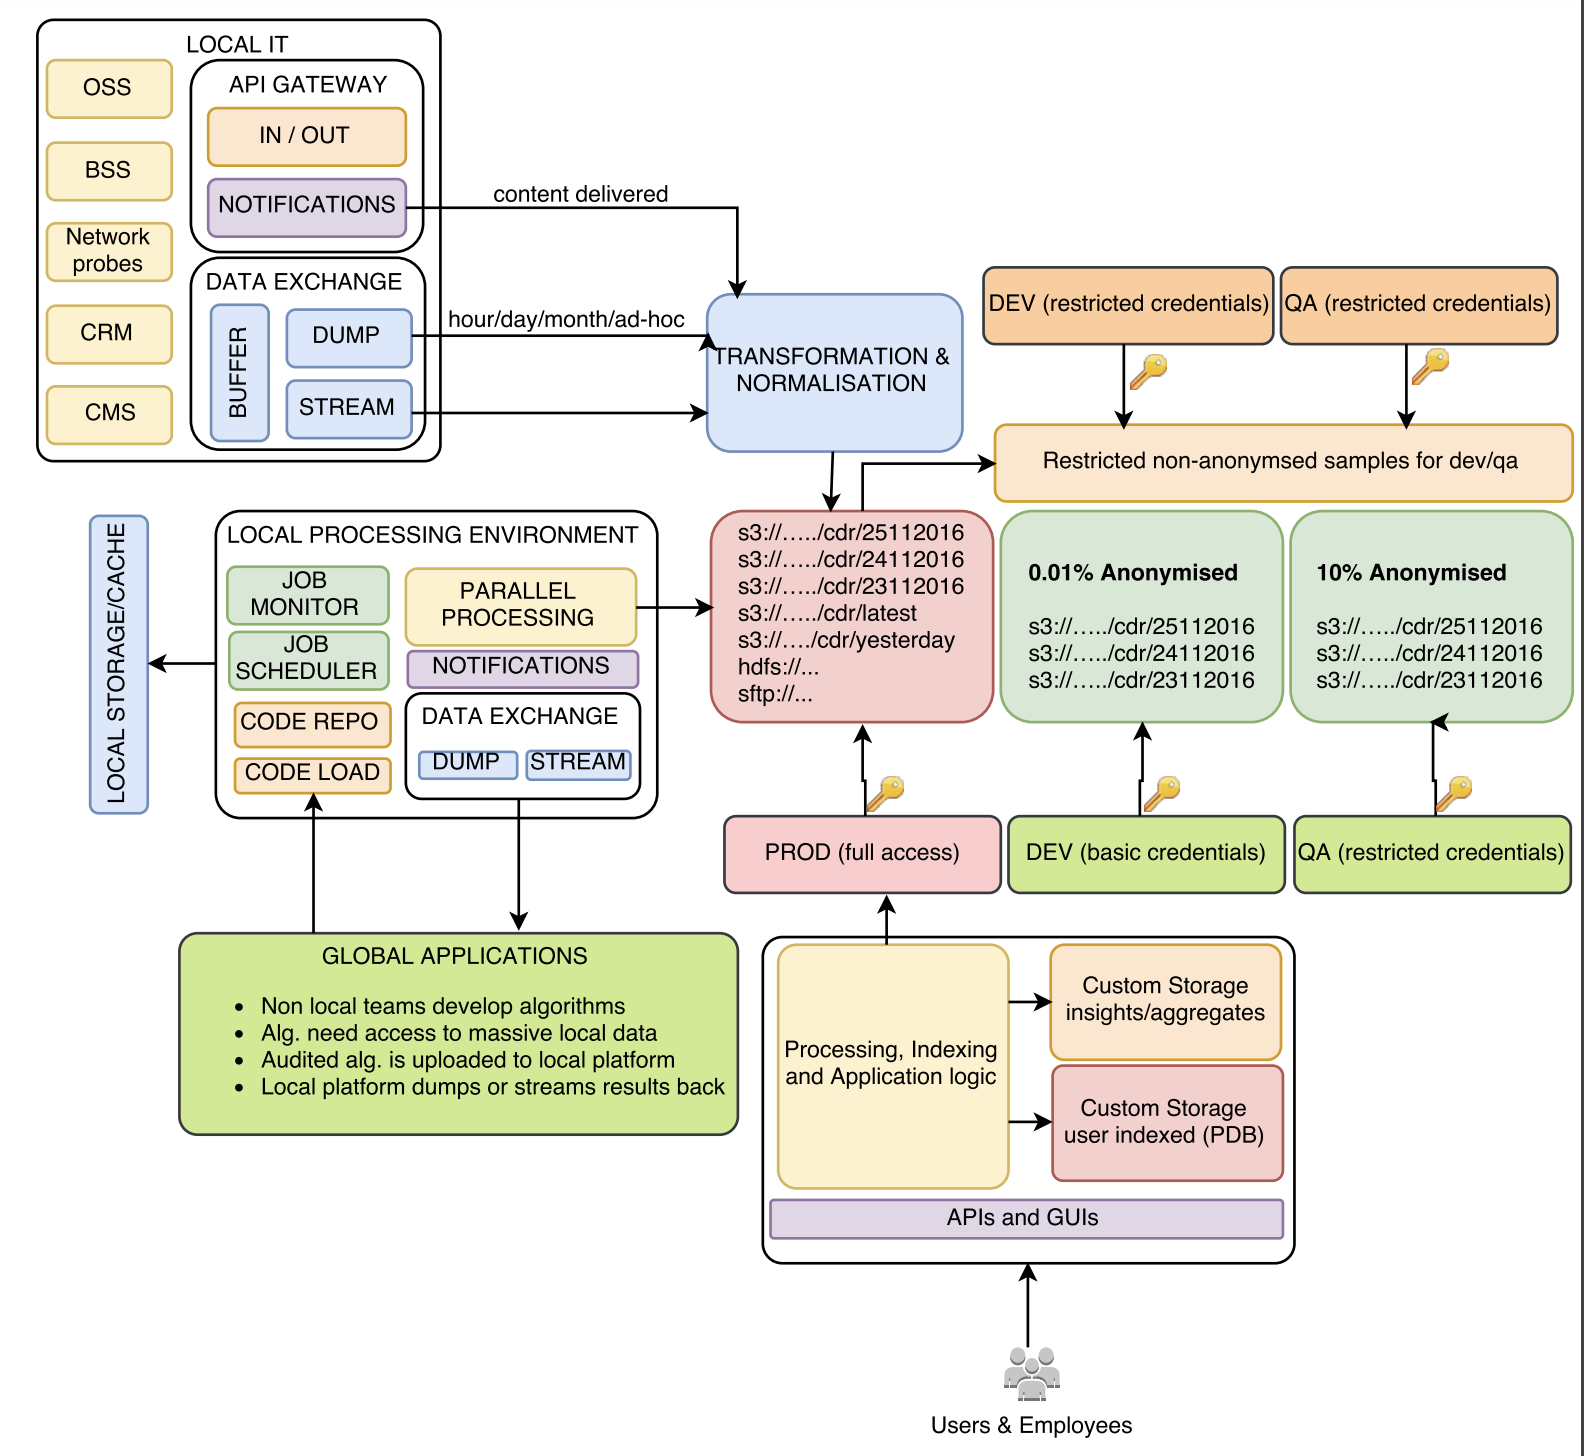 LOCAL IT
OSS
BSS
Network
probes
CRM
CMS
API GATEWAY
IN / OUT
NOTIFICATIONS
DATA EXCHANGE
BUFFER
DUMP
STREAM
content delivered
hour/day/month/ad-hoc
TRANSFORMATION &
NORMALISATION
DEV (restricted credentials)
QA (restricted credentials)
Restricted non-anonymsed samples for dev/qa
LOCAL STORAGE/CACHE
LOCAL PROCESSING ENVIRONMENT
JOB
MONITOR
JOB
SCHEDULER
CODE REPO
CODE LOAD
PARALLEL
PROCESSING
NOTIFICATIONS
DATA EXCHANGE
DUMP
STREAM
s3://…../cdr/25112016
s3://…../cdr/24112016
s3://…../cdr/23112016
s3://…../cdr/latest
s3://…./cdr/yesterday
hdfs://...
sftp://...
0.01% Anonymised
s3://…../cdr/25112016
s3://…../cdr/24112016
s3://…../cdr/23112016
10% Anonymised
s3://…../cdr/25112016
s3://…../cdr/24112016
s3://…../cdr/23112016
PROD (full access)
DEV (basic credentials)
QA (restricted credentials)
GLOBAL APPLICATIONS
• Non local teams develop algorithms
• Alg. need access to massive local data
• Audited alg. is uploaded to local platform
• Local platform dumps or streams results back
Processing, Indexing
and Application logic
Custom Storage
insights/aggregates
Custom Storage
user indexed (PDB)
APIs and GUIs
Users & Employees